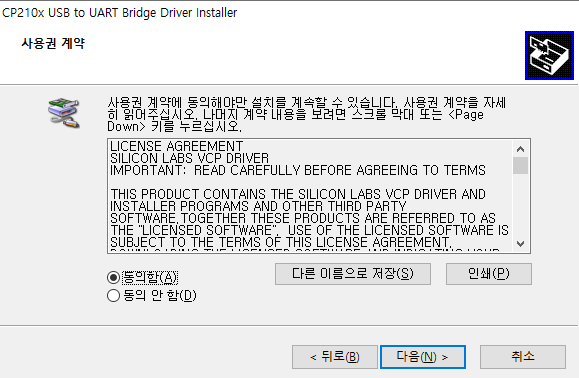 CP210x USB to UART Bridge Driver Installer
사용권 계약
사용권 계약에 동의해야만 설치를 계속할 수 있습니다. 사용권 계약을 자세
히 읽어주십시오. 나머지 계약 내용을 보려면 스크롤 막대 또는 <Page
Down> 키를 누르십시오.
LICENSE AGREEMENT
SILICON LABS VCP DRIVER
IMPORTANT: READ CAREFULLY BEFORE AGREEING TO TERMS
THIS PRODUCT CONTAINS THE SILICON LABS VCP DRIVER AND
INSTALLER PROGRAMS AND OTHER THIRD PARTY
SOFTWARE.TOGETHER THESE PRODUCTS ARE REFERRED TO AS
THE "LICENSED SOFTWARE". USE OF THE LICENSED SOFTWARE IS
SUBJECT TO THE TERMS OF THIS LICENSE AGREEMENT.
DOWNLOADING THE LICENSED SOFTWARE AND INDICATING YOUR
동의함(A)
다른 이름으로 저장(S)
인쇄(P)
동의 안 함(D)
< 뒤로(B)
다음(N) >
취소